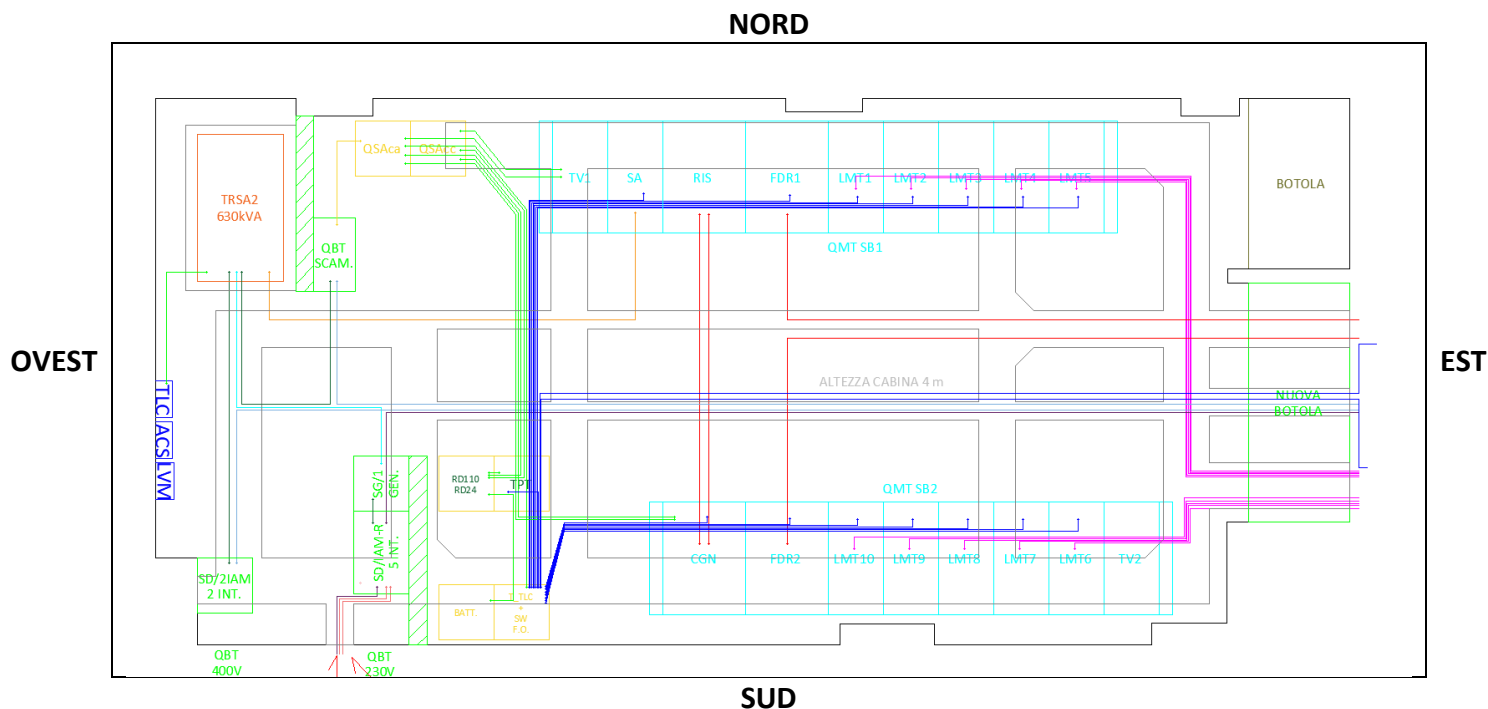 NORD
QSAca
QSAcc
TV1
SA
RIS
FDR1
LMT1
LMT2
LMT3
LMT4
LMT5
BOTOLA
TRSA2
630kVA
QBT
SCAM.
QMT SB1
OVEST
EST
ALTEZZA CABINA 4 m
NUOVA
BOTOLA
TLC
ACS
LVM
SG/1
GEN.
RD110
RD24
TPT
QMT SB2
SD/IAM-R
5 INT.
CGN
FDR2
LMT10
LMT9
LMT8
LMT7
LMT6
TV2
SD/2IAM
2 INT.
BATT.
TLC
+
SW
F.O.
QBT
400V
QBT
230V
SUD